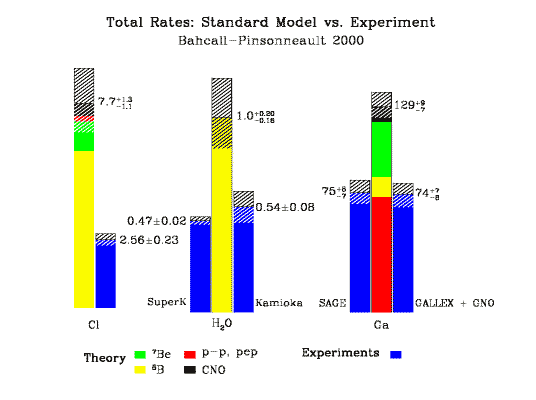 Total Rates: Standard Model vs. Experiment
Bahcall–Pinsonneault 2000
7.7+1.3−1.1
1.0+0.20−0.16
129+9−7
75+8−7
74+7−8
0.47±0.02
0.54±0.08
2.56±0.23
SuperK
Kamioka
SAGE
GALLEX + GNO
Cl
H2O
Ga
Theory
7Be
p–p, pep
Experiments
8B
CNO